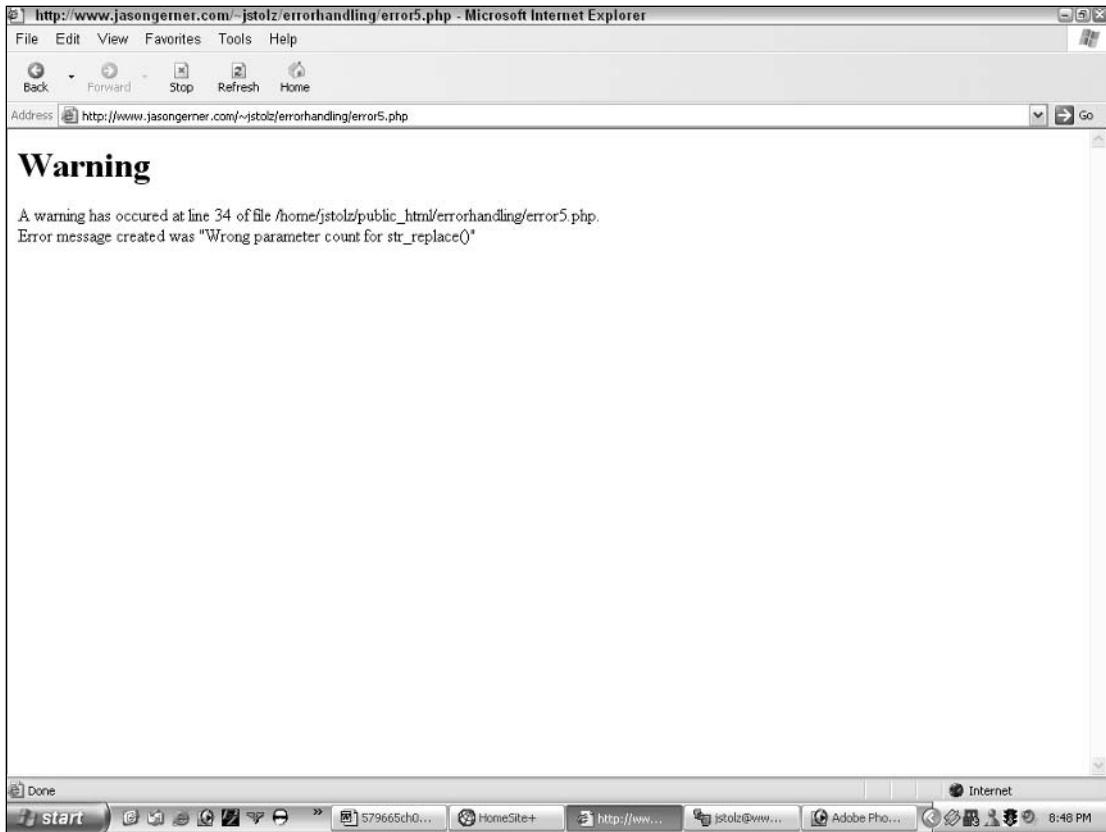 http://www.jasongerner.com/~jstolz/errorhandling/error5.php - Microsoft Internet Explorer
File Edit View Favorites Tools Help
Back Forward Stop Refresh Home
Address http://www.jasongerner.com/~jstolz/errorhandling/error5.php Go
Warning
A warning has occured at line 34 of file /home/jstolz/public_html/errorhandling/error5.php.
Error message created was "Wrong parameter count for str_replace()"
Done Internet
start » 579665ch0... HomeSite+ http://ww... jstolz@ww... Adobe Pho... 8:48 PM